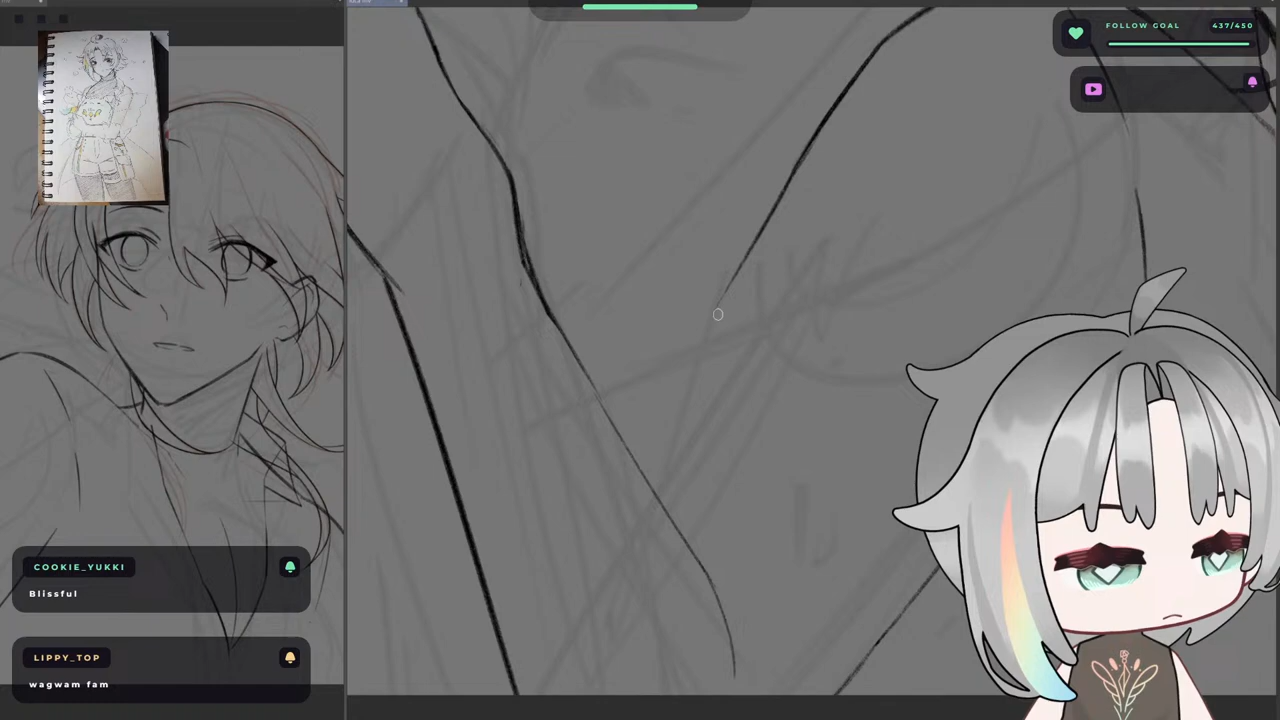 FOLLOW GOAL 437/450
COOKIE_YUKKI
Blissful
LIPPY_TOP
wagwam fam